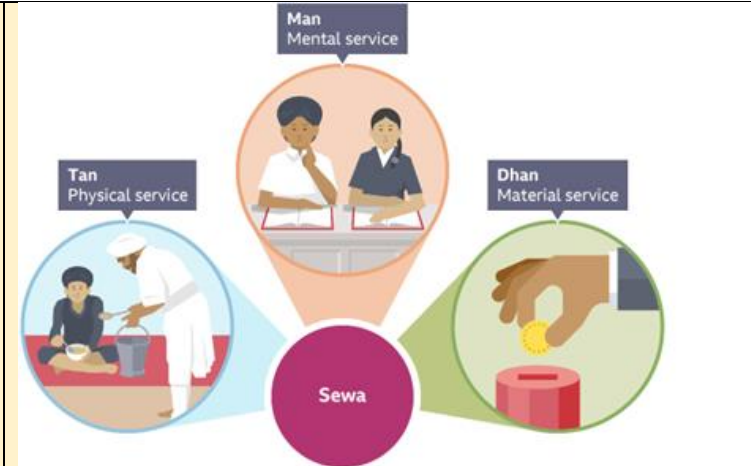 Man
Mental service
Tan
Physical service
Dhan
Material service
Sewa